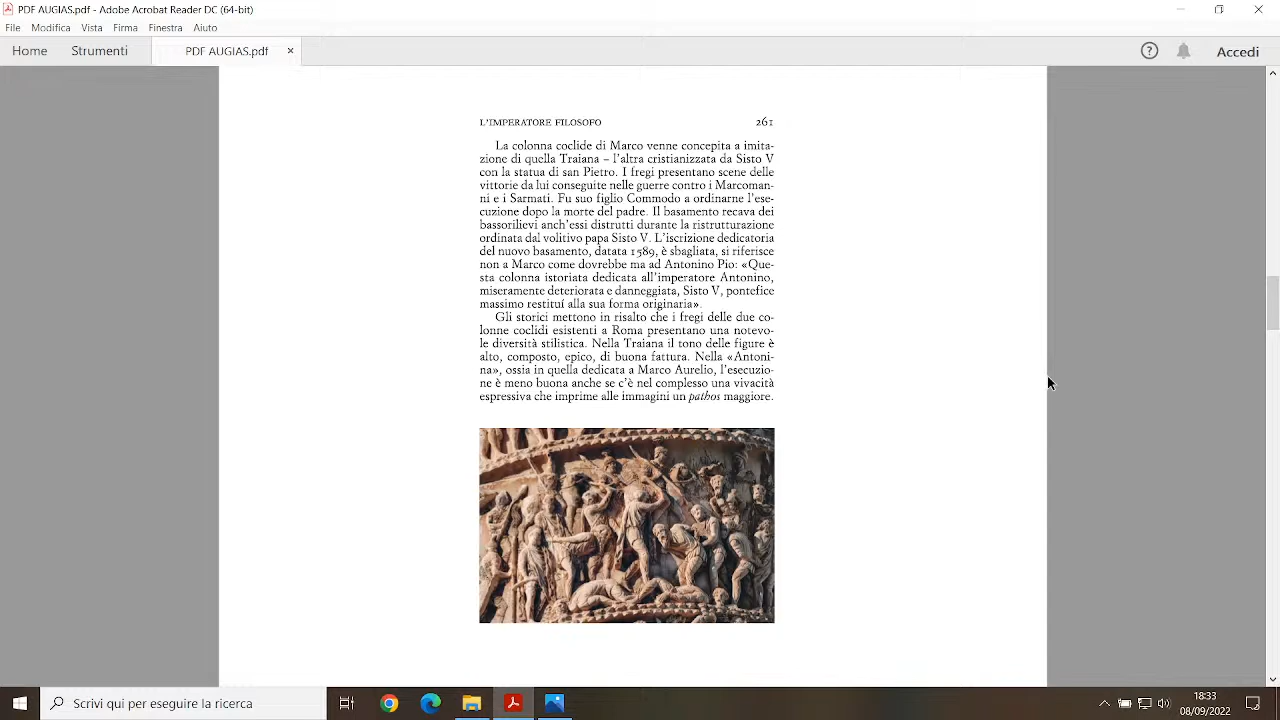 PDF AUGIAS.pdf - Adobe Acrobat Reader DC (64-bit)
File Modifica Vista Firma Finestra Aiuto
Home Strumenti PDF AUGIAS.pdf × Accedi
L'IMPERATORE FILOSOFO 261
La colonna coclide di Marco venne concepita a imita-
zione di quella Traiana – l'altra cristianizzata da Sisto V
con la statua di san Pietro. I fregi presentano scene delle
vittorie da lui conseguite nelle guerre contro i Marcoman-
ni e i Sarmati. Fu suo figlio Commodo a ordinarne l'ese-
cuzione dopo la morte del padre. Il basamento recava dei
bassorilievi anch'essi distrutti durante la ristrutturazione
ordinata dal volitivo papa Sisto V. L'iscrizione dedicatoria
del nuovo basamento, datata 1589, è sbagliata, si riferisce
non a Marco come dovrebbe ma ad Antonino Pio: «Que-
sta colonna istoriata dedicata all'imperatore Antonino,
miseramente deteriorata e danneggiata, Sisto V, pontefice
massimo restituí alla sua forma originaria».
Gli storici mettono in risalto che i fregi delle due co-
lonne coclidi esistenti a Roma presentano una notevo-
le diversità stilistica. Nella Traiana il tono delle figure è
alto, composto, epico, di buona fattura. Nella «Antoni-
na», ossia in quella dedicata a Marco Aurelio, l'esecuzio-
ne è meno buona anche se c'è nel complesso una vivacità
espressiva che imprime alle immagini un pathos maggiore.
Scrivi qui per eseguire la ricerca
18:33
08/09/2022